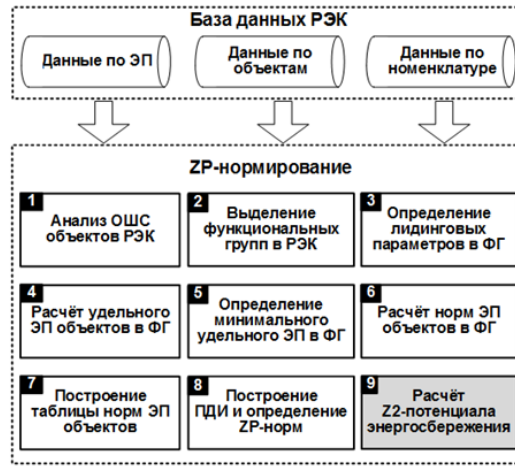 База данных РЭК
Данные по ЭП
Данные по
объектам
Данные по
номенклатуре
ZP-нормирование
1
Анализ ОШС
объектов РЭК
2
Выделение
функциональных
групп в РЭК
3
Определение
лидинговых
параметров в ФГ
4
Расчёт удельного
ЭП объектов в ФГ
5
Определение
минимального
удельного ЭП в ФГ
6
Расчёт норм ЭП
объектов в ФГ
7
Построение
таблицы норм ЭП
объектов
8
Построение
ПДИ и определение
ZP-норм
9
Расчёт
Z2-потенциала
энергосбережения